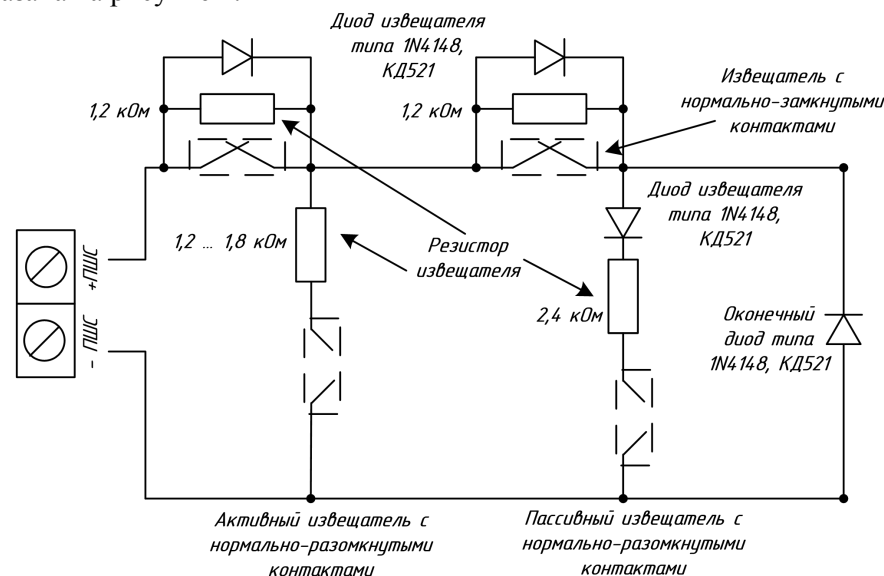 Диод извещателя
типа 1N4148,
КД521
Извещатель с
нормально-замкнутыми
контактами
1,2 кОм
1,2 кОм
Диод извещателя
типа 1N4148,
КД521
1,2 ... 1,8 кОм
Резистор
извещателя
+ПШС
- ПШС
2,4 кОм
Оконечный
диод типа
1N4148, КД521
Активный извещатель с
нормально-разомкнутыми
контактами
Пассивный извещатель с
нормально-разомкнутыми
контактами